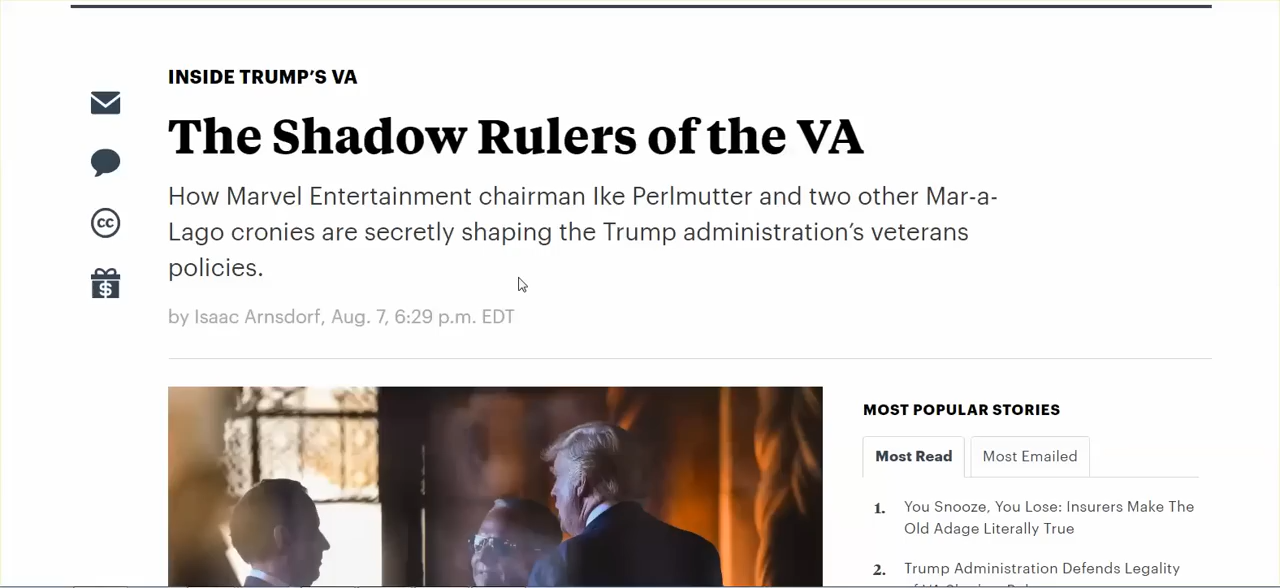 INSIDE TRUMP'S VA
The Shadow Rulers of the VA
How Marvel Entertainment chairman Ike Perlmutter and two other Mar-a-
Lago cronies are secretly shaping the Trump administration's veterans
policies.
by Isaac Arnsdorf, Aug. 7, 6:29 p.m. EDT
cc
$
MOST POPULAR STORIES
Most Read
Most Emailed
1. You Snooze, You Lose: Insurers Make The
Old Adage Literally True
2. Trump Administration Defends Legality